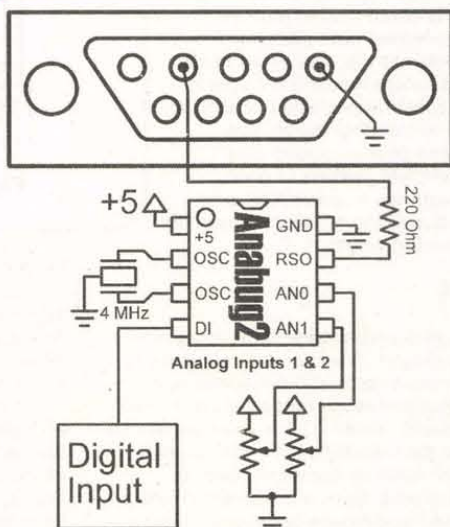 +5
220 Ohm
+5
OSC
OSC
DI
Anabug2
GND
RSO
AN0
AN1
4 MHz
Analog Inputs 1 & 2
Digital
Input